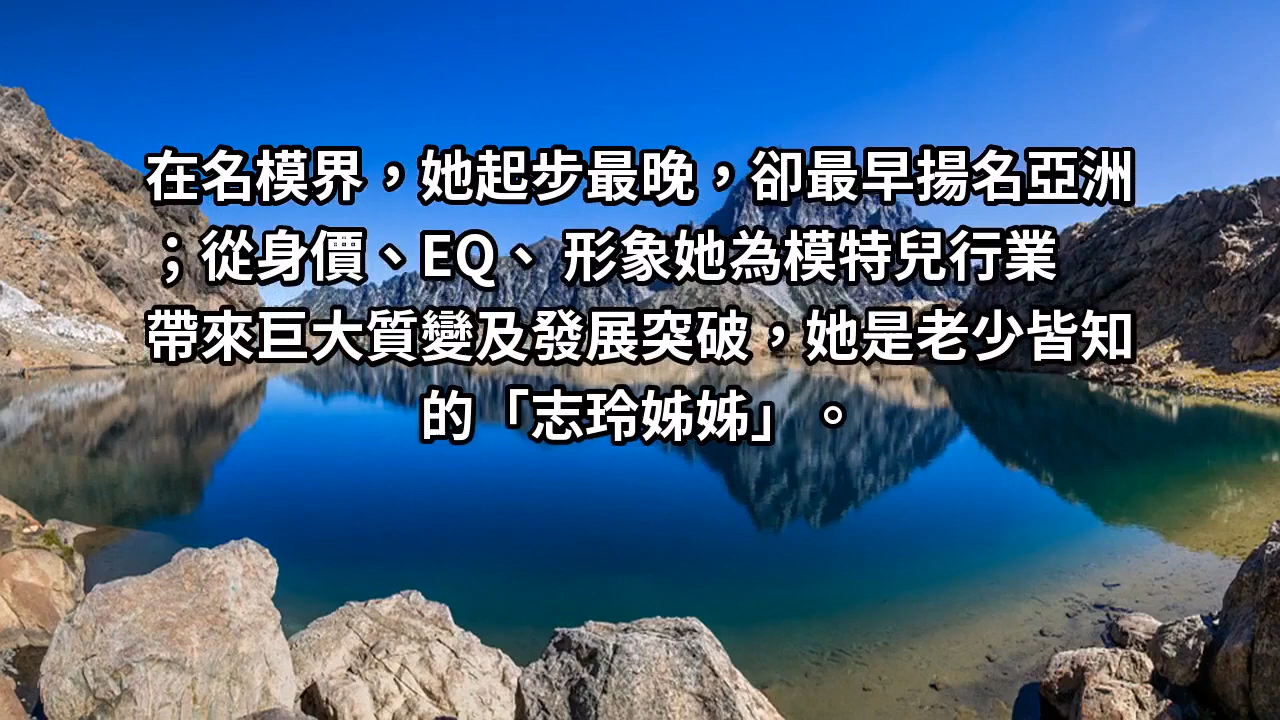 在名模界，她起步最晚，卻最早揚名亞洲
；從身價、EQ、 形象她為模特兒行業
帶來巨大質變及發展突破，她是老少皆知
的「志玲姊姊」。